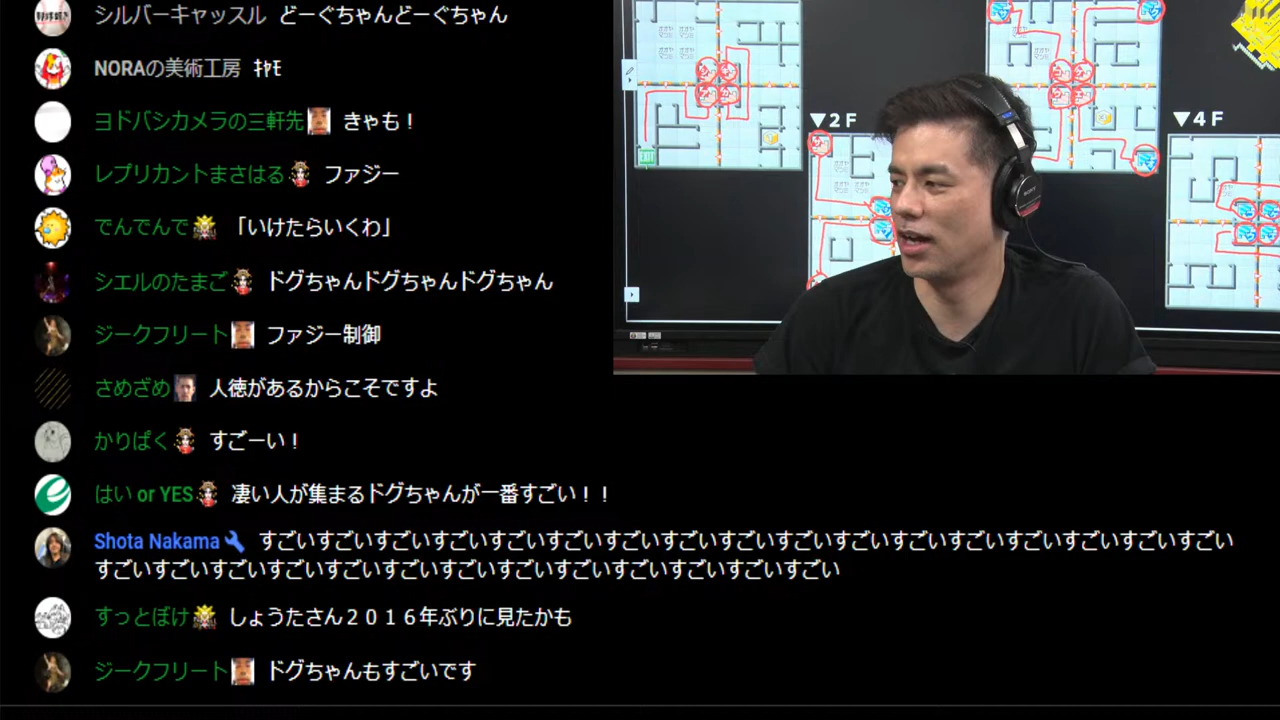 シルバーキャッスル どーぐちゃんどーぐちゃん
NORAの美術工房 ｷﾔﾓ
ヨドバシカメラの三軒先 きゃも！
レプリカントまさはる ファジー
でんでんで 「いけたらいくわ」
シエルのたまご ドグちゃんドグちゃんドグちゃん
ジークフリート ファジー制御
さめざめ 人徳があるからこそですよ
かりぱく すごーい！
はい or YES 凄い人が集まるドグちゃんが一番すごい！！
Shota Nakama すごいすごいすごいすごいすごいすごいすごいすごいすごいすごいすごいすごいすごいすごいすごいすごいすごい
すごいすごいすごいすごいすごいすごいすごいすごいすごいすごいすごいすごいすごい
すっとぼけ しょうたさん２０１６年ぶりに見たかも
ジークフリート ドグちゃんもすごいです
EXIT
▼2F
▼4F
SONY